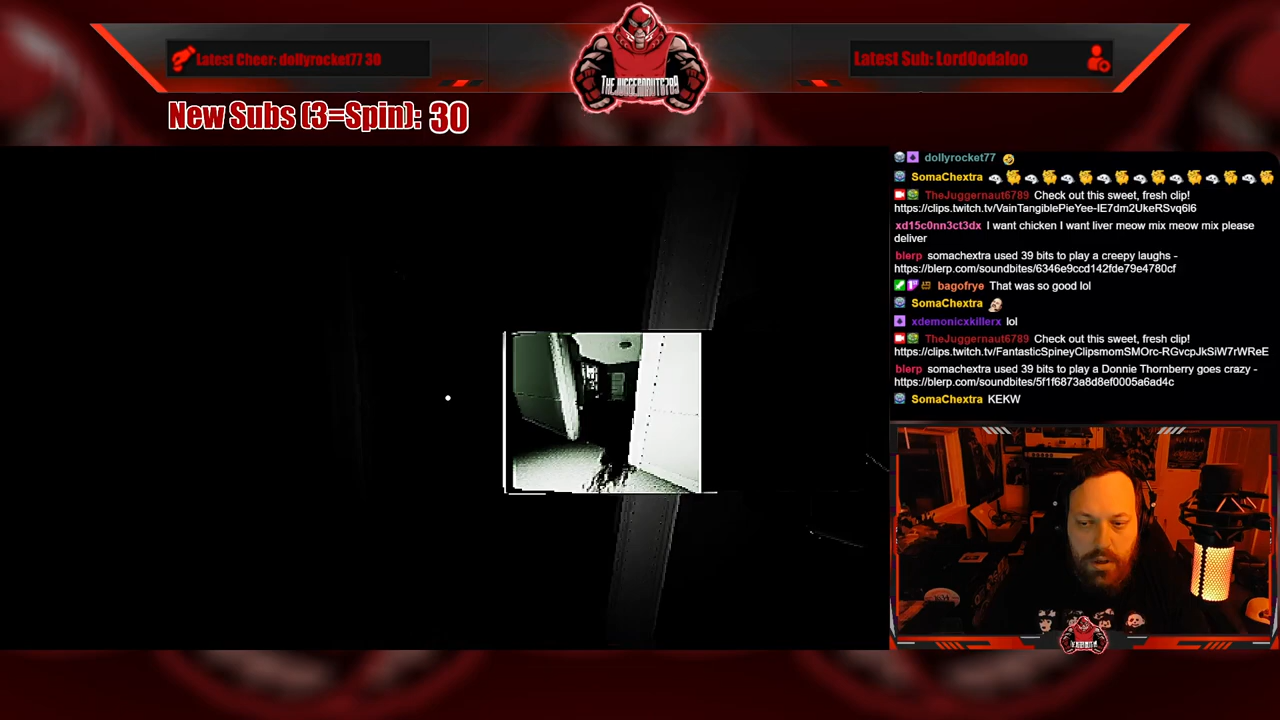 Latest Cheer: dollyrocket77 30
THEJUGGERNAUT6789
Latest Sub: LordOodaloo
New Subs (3=Spin): 30
dollyrocket77
SomaChextra
TheJuggernaut6789 Check out this sweet, fresh clip!
https://clips.twitch.tv/VainTangiblePieYee-IE7dm2UkeRSvq6l6
xd15c0nn3ct3dx I want chicken I want liver meow mix meow mix please
deliver
blerp somachextra used 39 bits to play a creepy laughs -
https://blerp.com/soundbites/6346e9ccd142fde79e4780cf
bagofrye That was so good lol
SomaChextra
xdemonicxkillerx lol
TheJuggernaut6789 Check out this sweet, fresh clip!
https://clips.twitch.tv/FantasticSpineyClipsmomSMOrc-RGvcpJkSiW7rWReE
blerp somachextra used 39 bits to play a Donnie Thornberry goes crazy -
https://blerp.com/soundbites/5f1f6873a8d8ef0005a6ad4c
SomaChextra KEKW